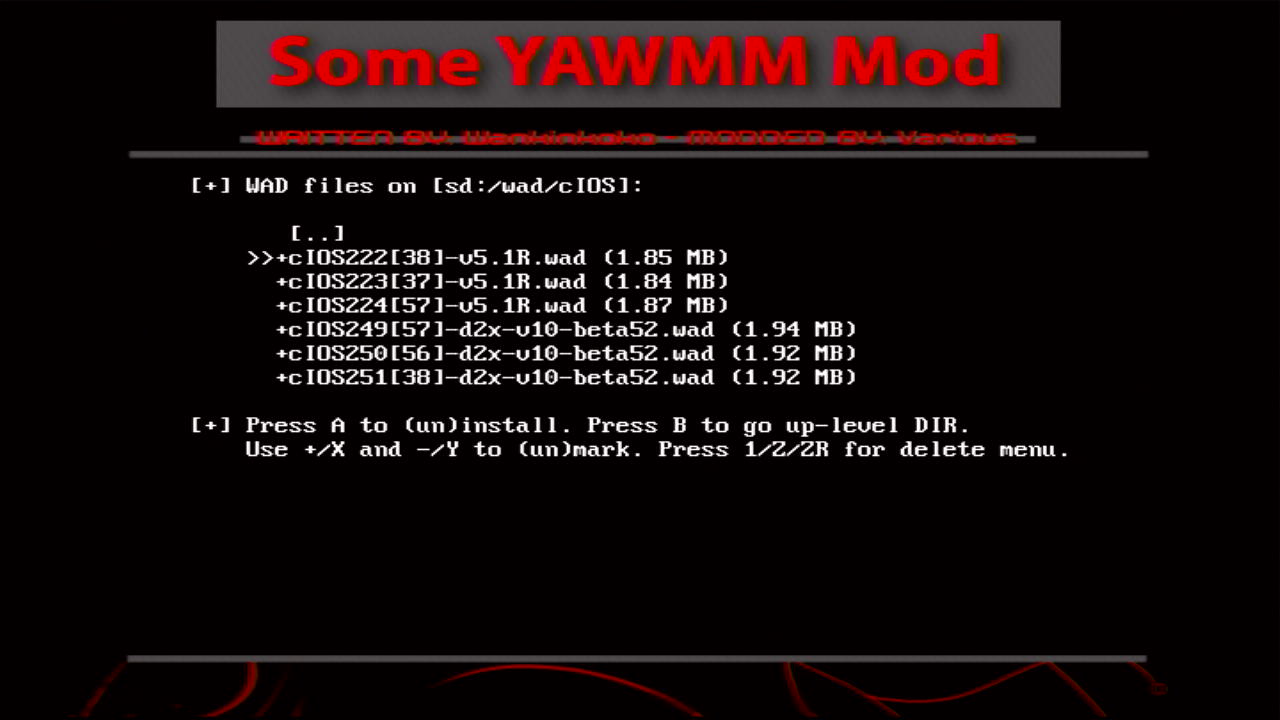 Some YAWMM Mod
WRITTEN BY: Wankinkoko - MODDED BY: Various
[+] WAD files on [sd:/wad/cIOS]:
[..]
>>+cIOS222[38]-v5.1R.wad (1.85 MB)
+cIOS223[37]-v5.1R.wad (1.84 MB)
+cIOS224[57]-v5.1R.wad (1.87 MB)
+cIOS249[57]-d2x-v10-beta52.wad (1.94 MB)
+cIOS250[56]-d2x-v10-beta52.wad (1.92 MB)
+cIOS251[38]-d2x-v10-beta52.wad (1.92 MB)
[+] Press A to (un)install. Press B to go up-level DIR.
Use +/X and -/Y to (un)mark. Press 1/Z/ZR for delete menu.